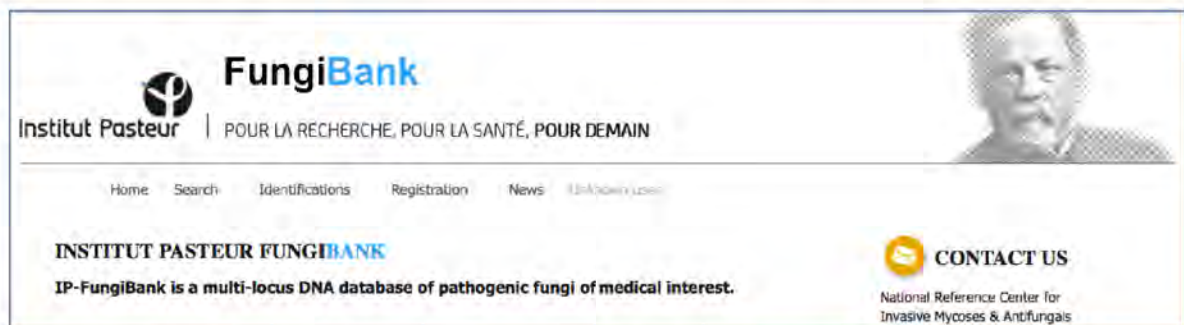 FungiBank
Institut Pasteur
POUR LA RECHERCHE, POUR LA SANTÉ, POUR DEMAIN
Home Search Identifications Registration News Unknown user
INSTITUT PASTEUR FUNGIBANK
IP-FungiBank is a multi-locus DNA database of pathogenic fungi of medical interest.
CONTACT US
National Reference Center for
Invasive Mycoses & Antifungals